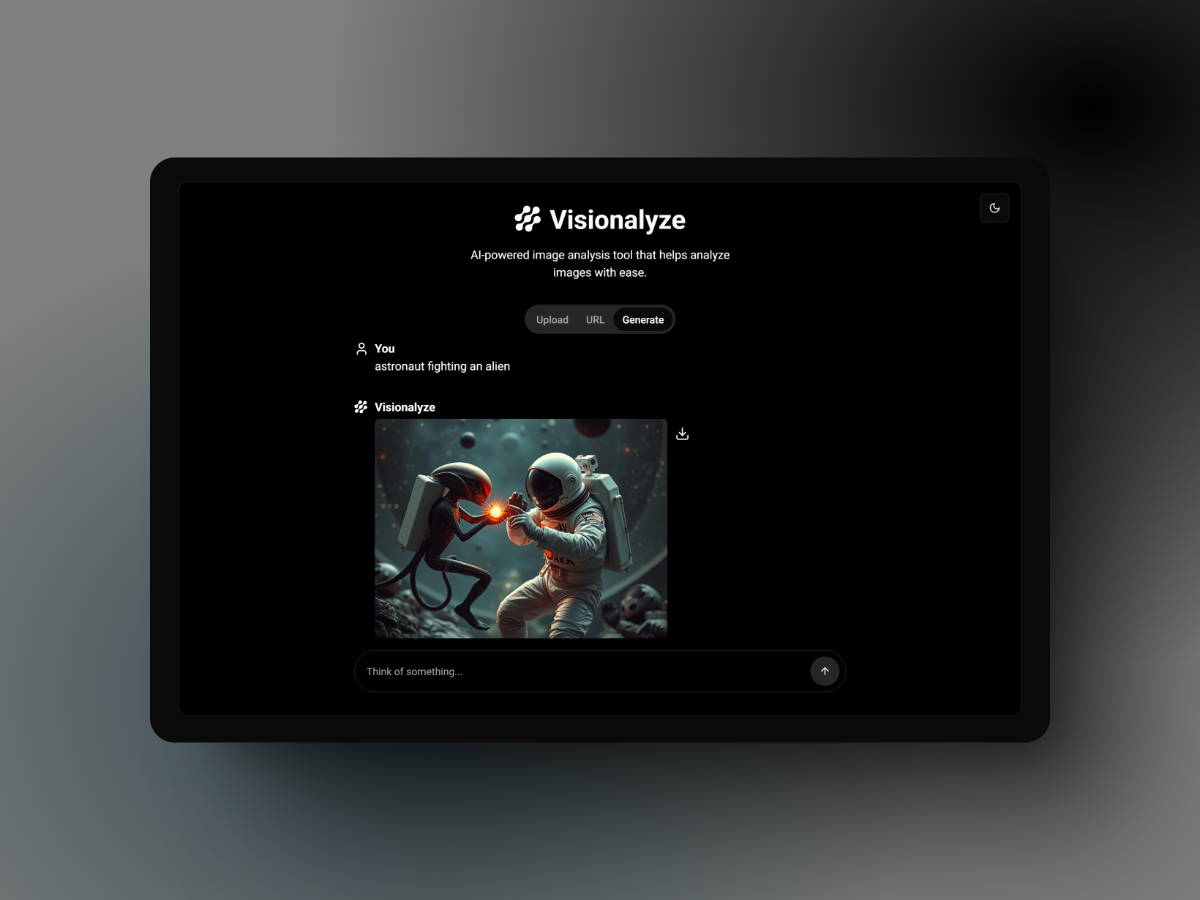 Visionalyze
AI-powered image analysis tool that helps analyze
images with ease.
Upload URL Generate
You
astronaut fighting an alien
Visionalyze
Think of something...